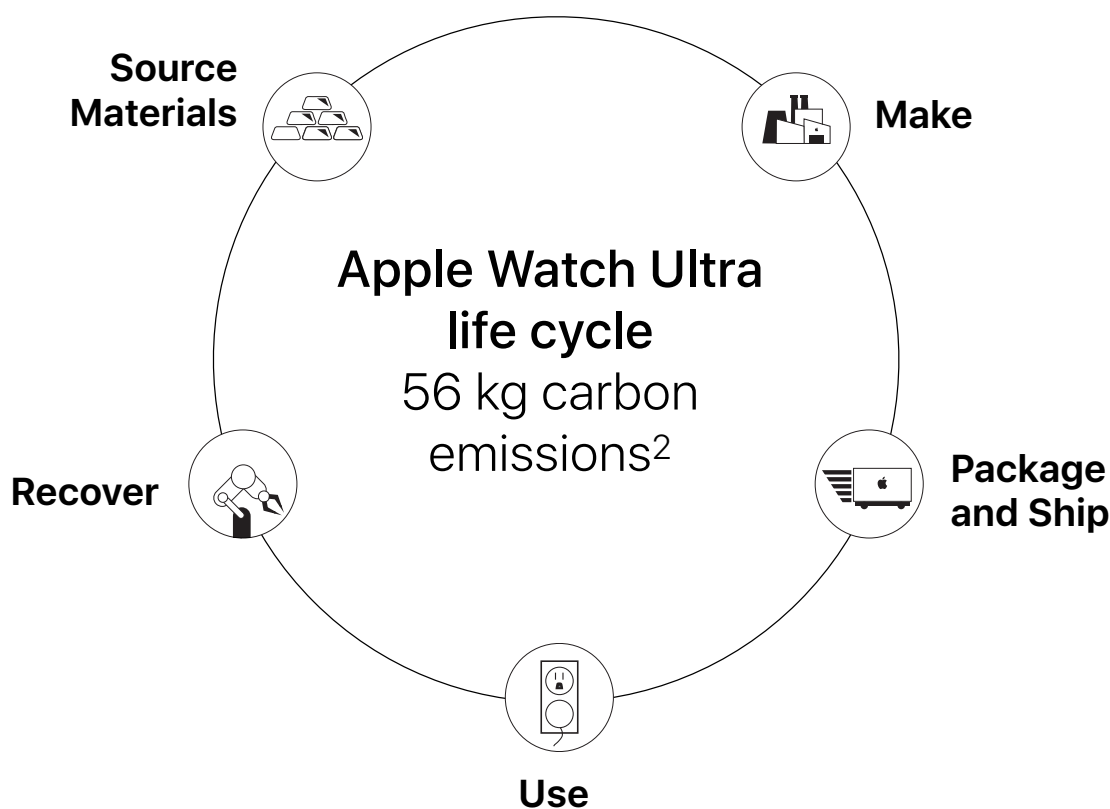 Source
Materials
Make
Apple Watch Ultra
life cycle
56 kg carbon
emissions2
Recover
Package
and Ship
Use